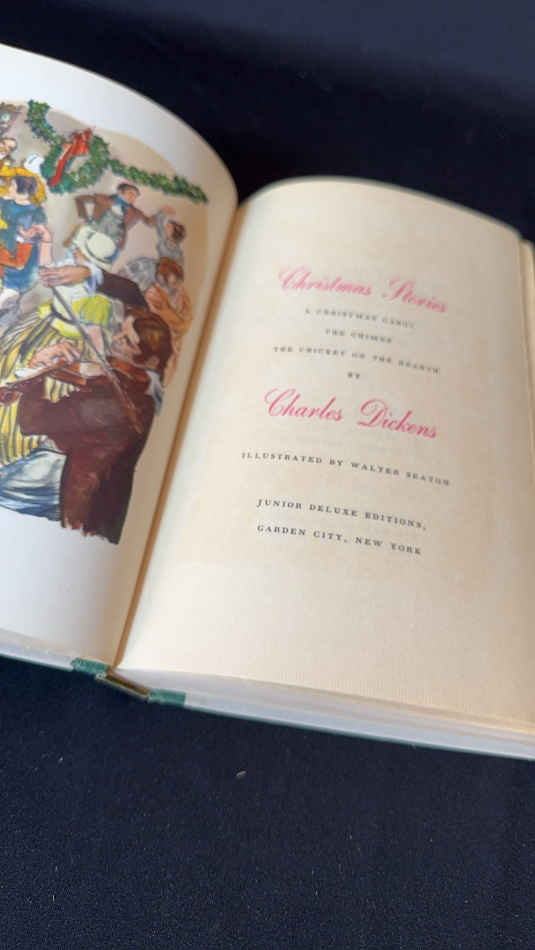 Christmas Stories
A CHRISTMAS CAROL
THE CHIMES
THE CRICKET ON THE HEARTH
BY
Charles Dickens
ILLUSTRATED BY WALTER SEATON
JUNIOR DELUXE EDITIONS,
GARDEN CITY, NEW YORK